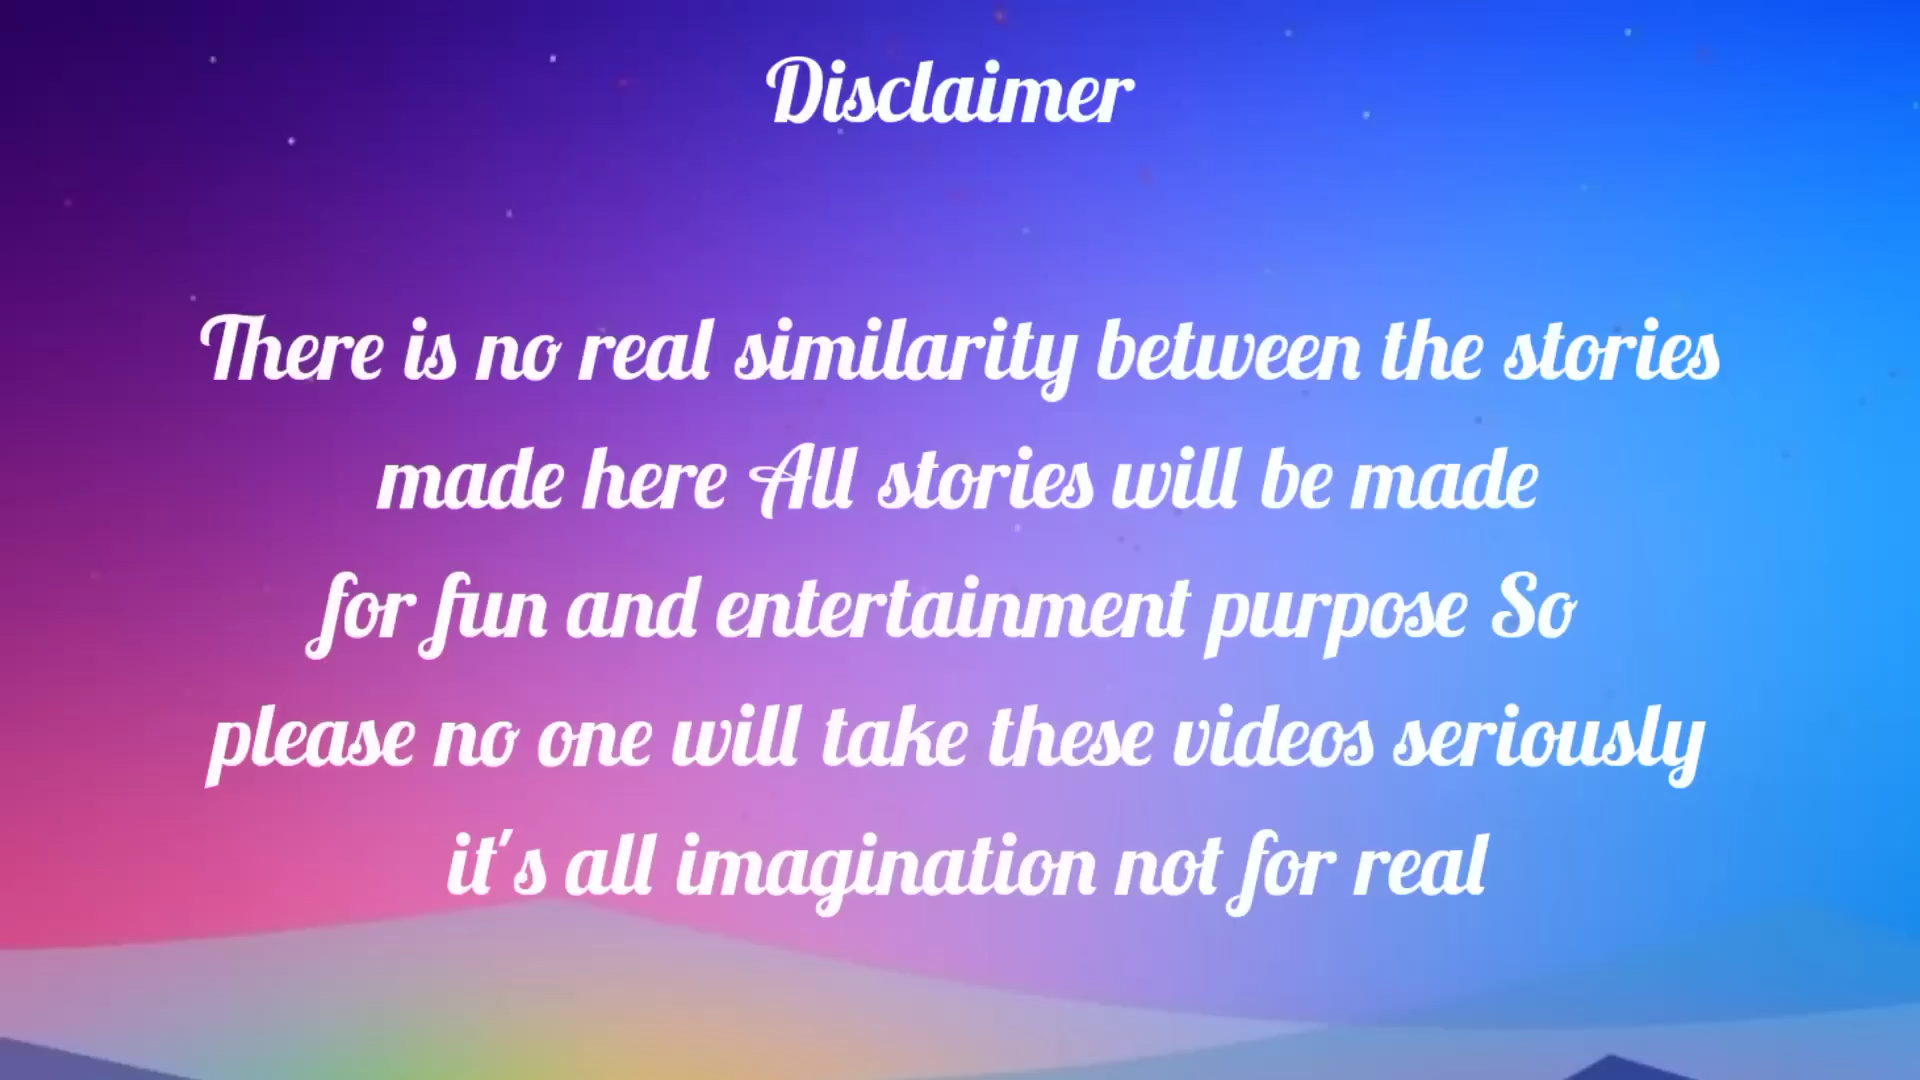 Disclaimer
There is no real similarity between the stories
made here All stories will be made
for fun and entertainment purpose So
please no one will take these videos seriously
it's all imagination not for real